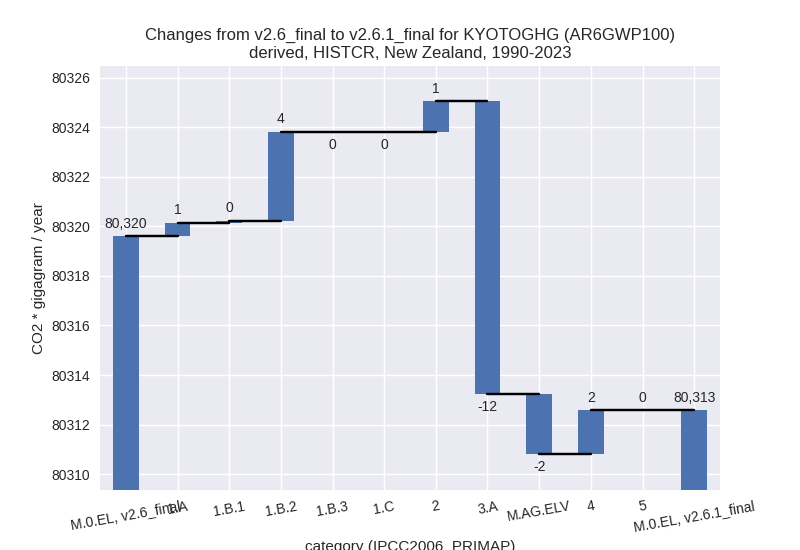 Changes from v2.6_final to v2.6.1_final for KYOTOGHG (AR6GWP100)
derived, HISTCR, New Zealand, 1990-2023
CO2 * gigagram / year
80326
80324
80322
80320
80318
80316
80314
80312
80310
80,320
1
0
4
0
0
1
-12
-2
2
0
80,313
M.0.EL, v2.6_final
1.A
1.B.1
1.B.2
1.B.3
1.C
2
3.A
M.AG.ELV
4
5
M.0.EL, v2.6.1_final
category (IPCC2006_PRIMAP)